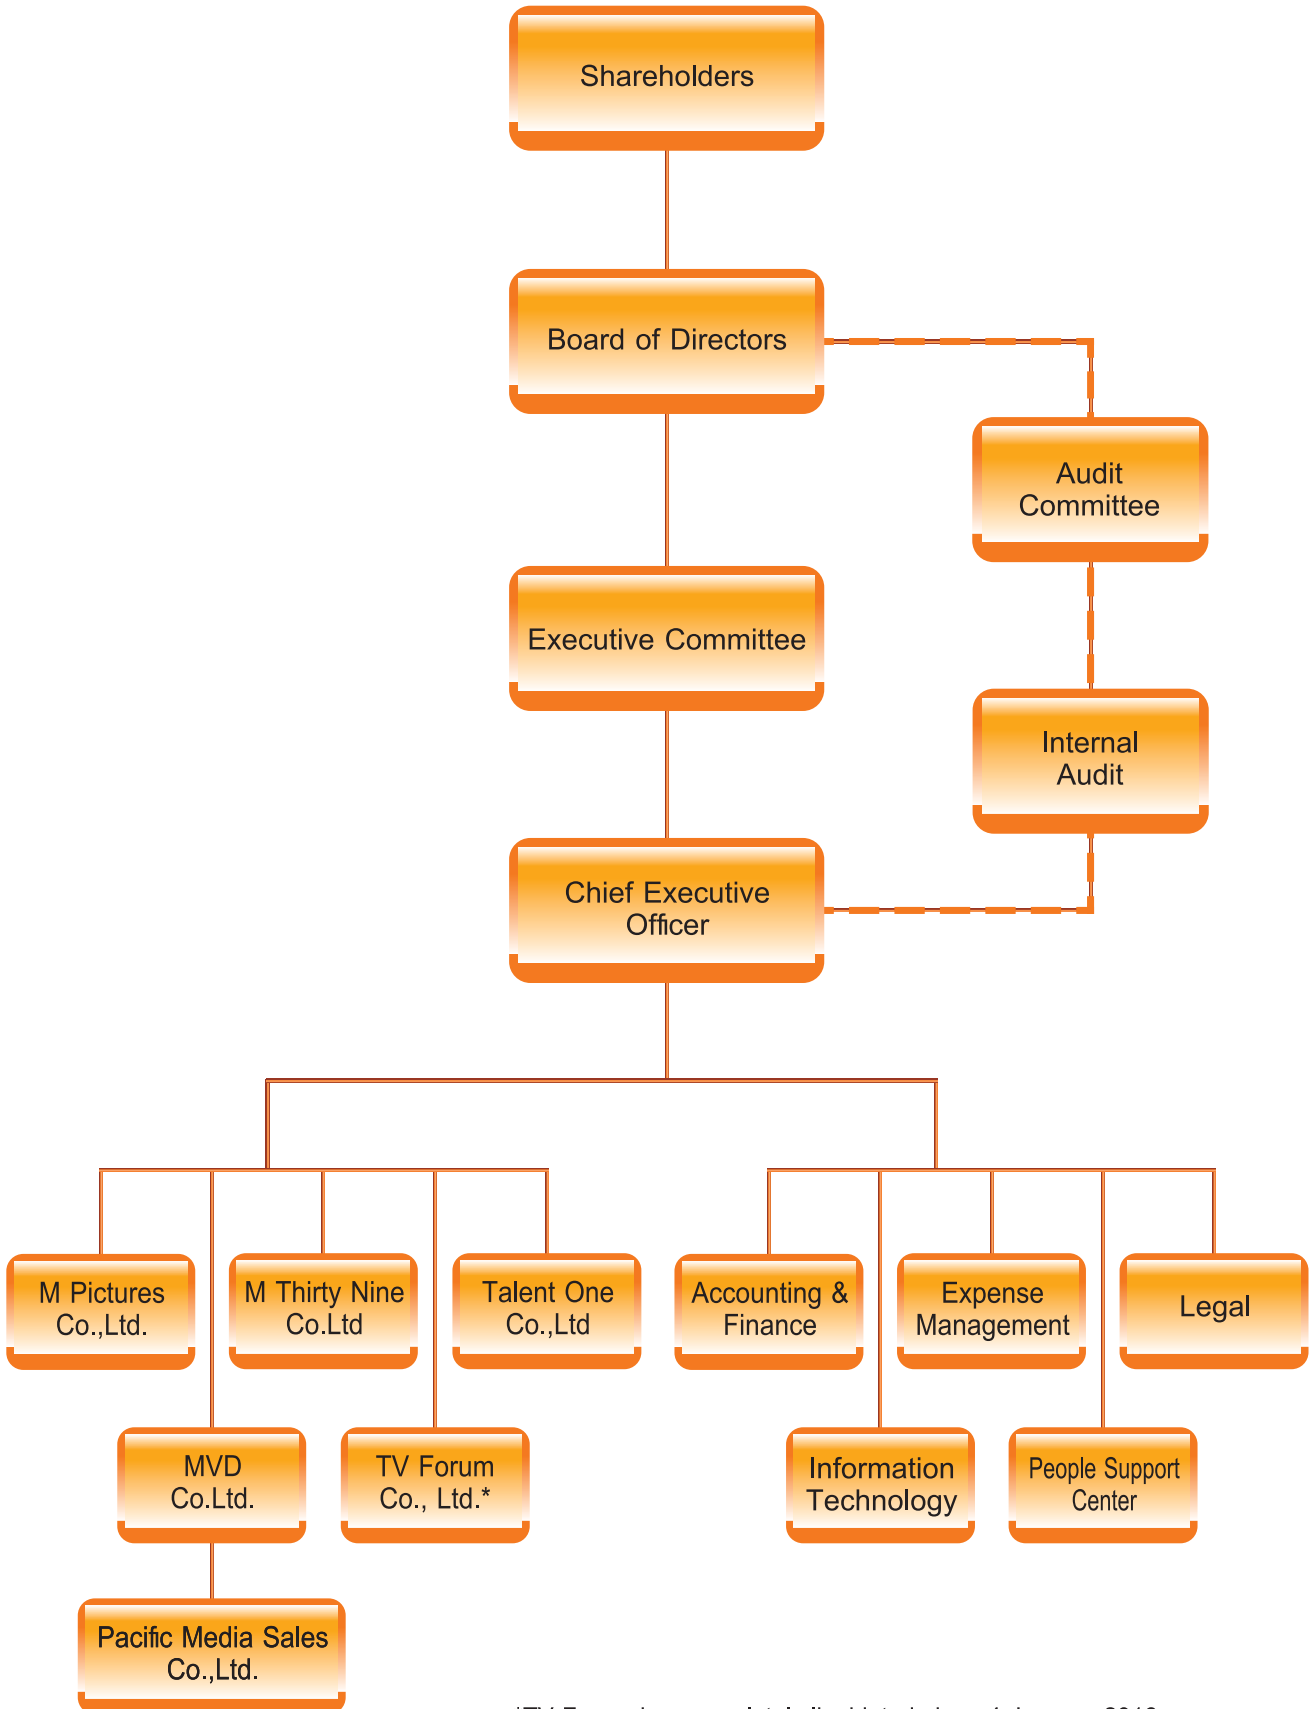 Shareholders
Board of Directors
Audit
Committee
Executive Committee
Internal
Audit
Chief Executive
Officer
M Pictures
Co.,Ltd.
M Thirty Nine
Co.Ltd
Talent One
Co.,Ltd
Accounting &
Finance
Expense
Management
Legal
MVD
Co.Ltd.
TV Forum
Co., Ltd.*
Information
Technology
People Support
Center
Pacific Media Sales
Co.,Ltd.